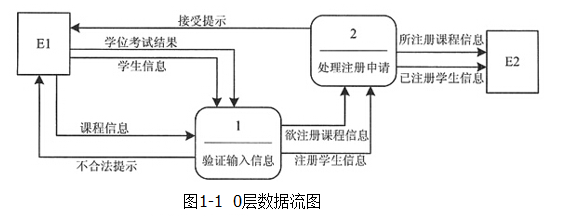 接受提示
E1
学位考试结果
学生信息
2
处理注册申请
所注册课程信息
已注册学生信息
E2
课程信息
1
验证输入信息
欲注册课程信息
注册学生信息
不合法提示
图1-1 0层数据流图